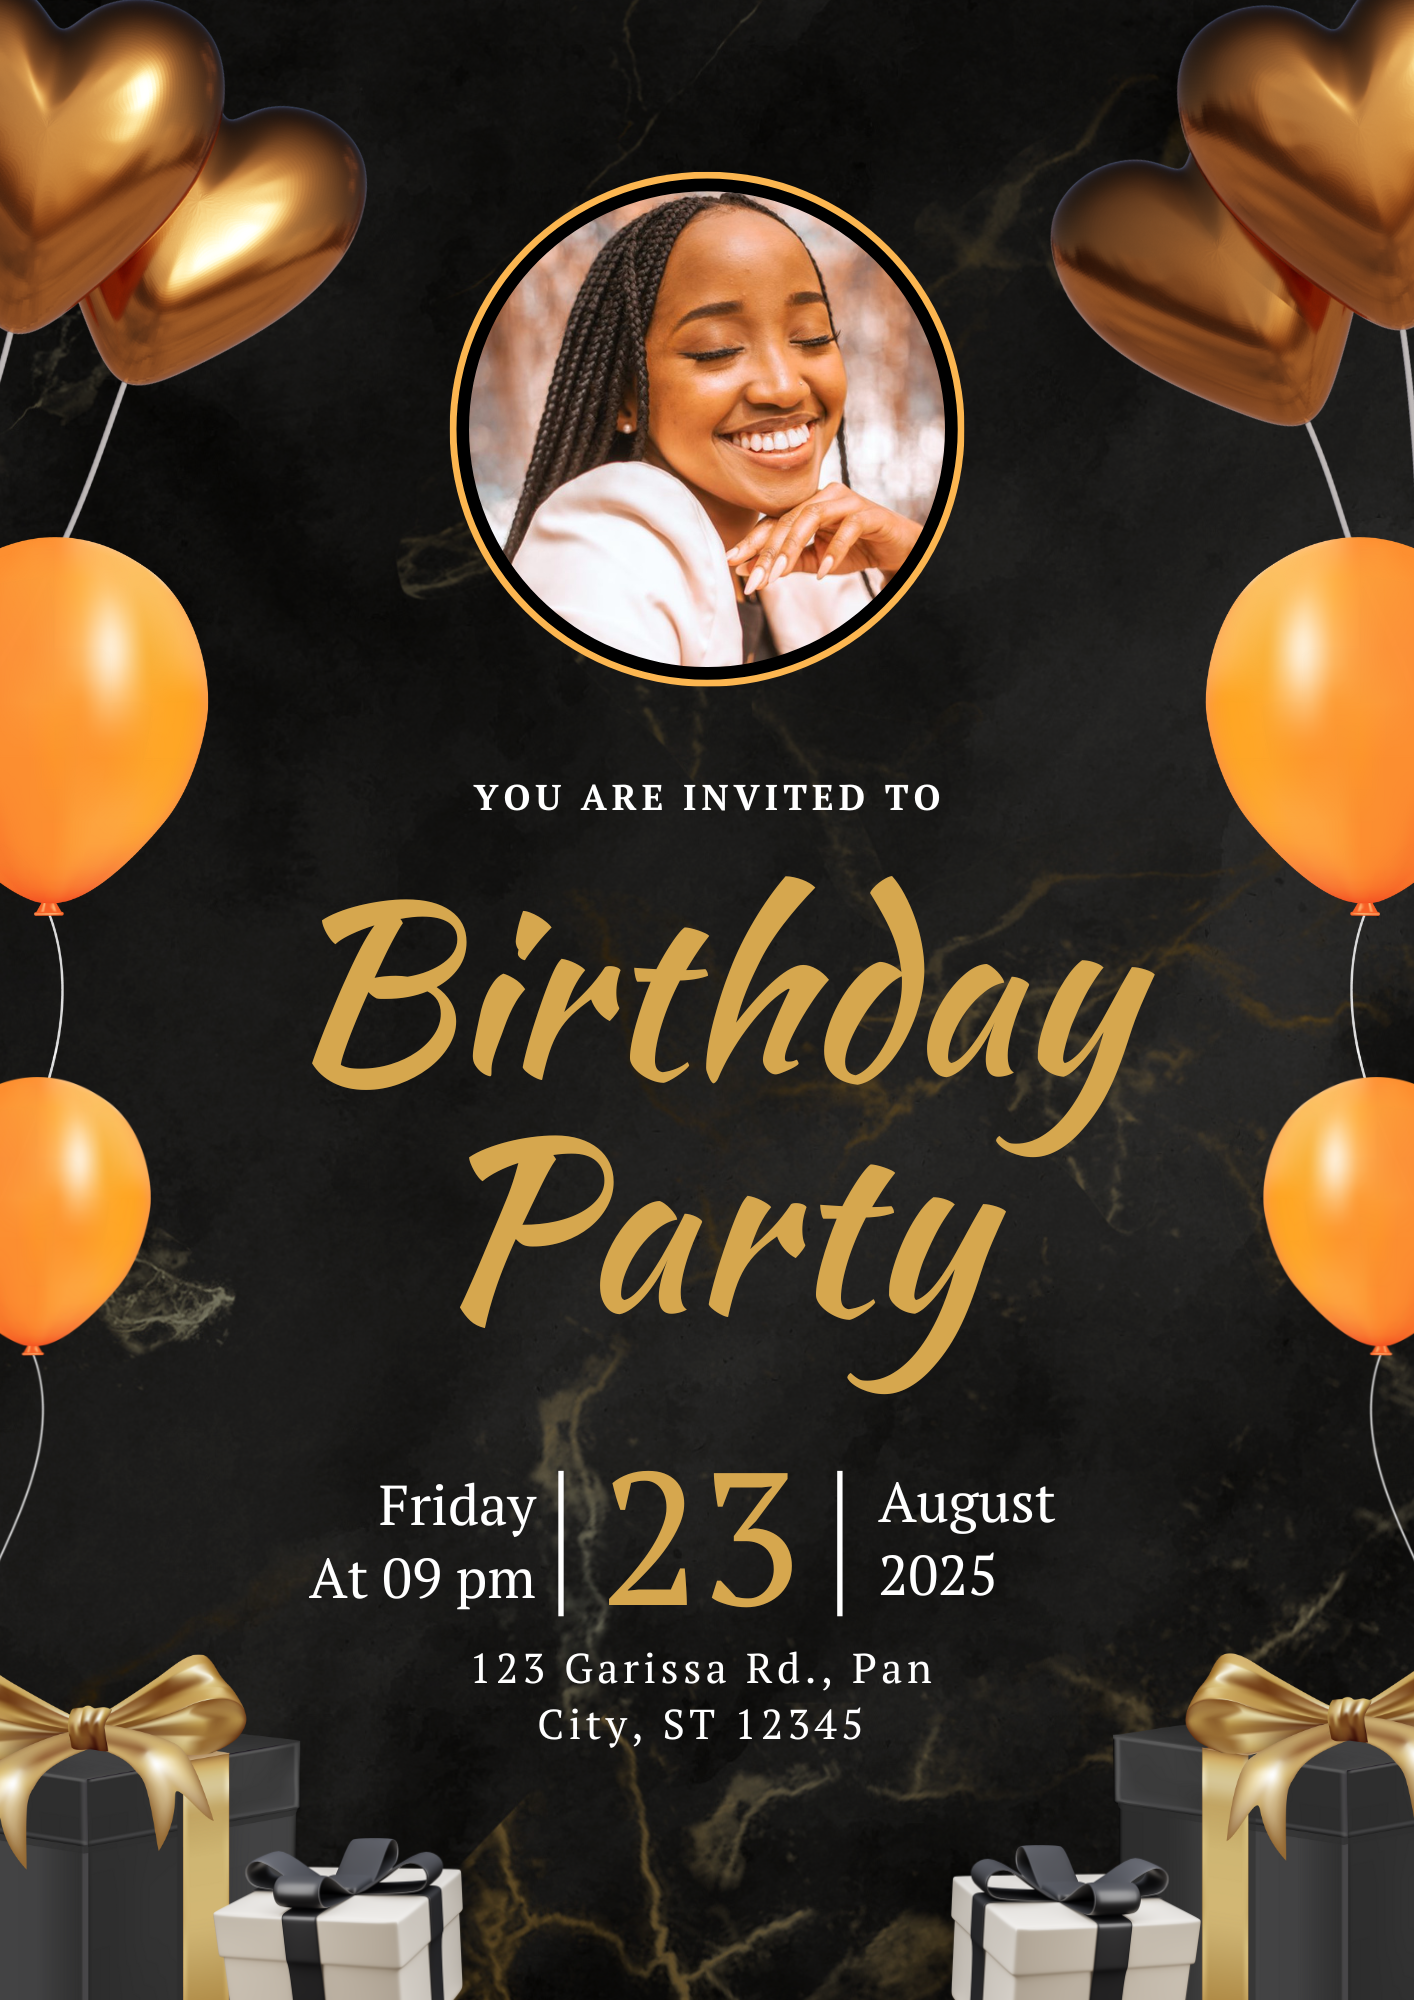 YOU ARE INVITED TO
Birthday
Party
Friday
At 09 pm
23
August
2025
123 Garissa Rd., Pan
City, ST 12345